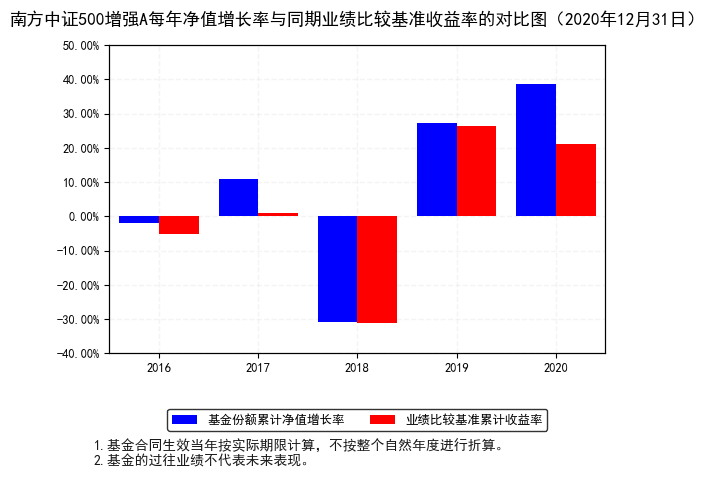 南方中证500增强A每年净值增长率与同期业绩比较基准收益率的对比图（2020年12月31日）
50.00%
40.00%
30.00%
20.00%
10.00%
0.00%
-10.00%
-20.00%
-30.00%
-40.00%
2016 2017 2018 2019 2020
基金份额累计净值增长率 业绩比较基准累计收益率
1.基金合同生效当年按实际期限计算，不按整个自然年度进行折算。
2.基金的过往业绩不代表未来表现。